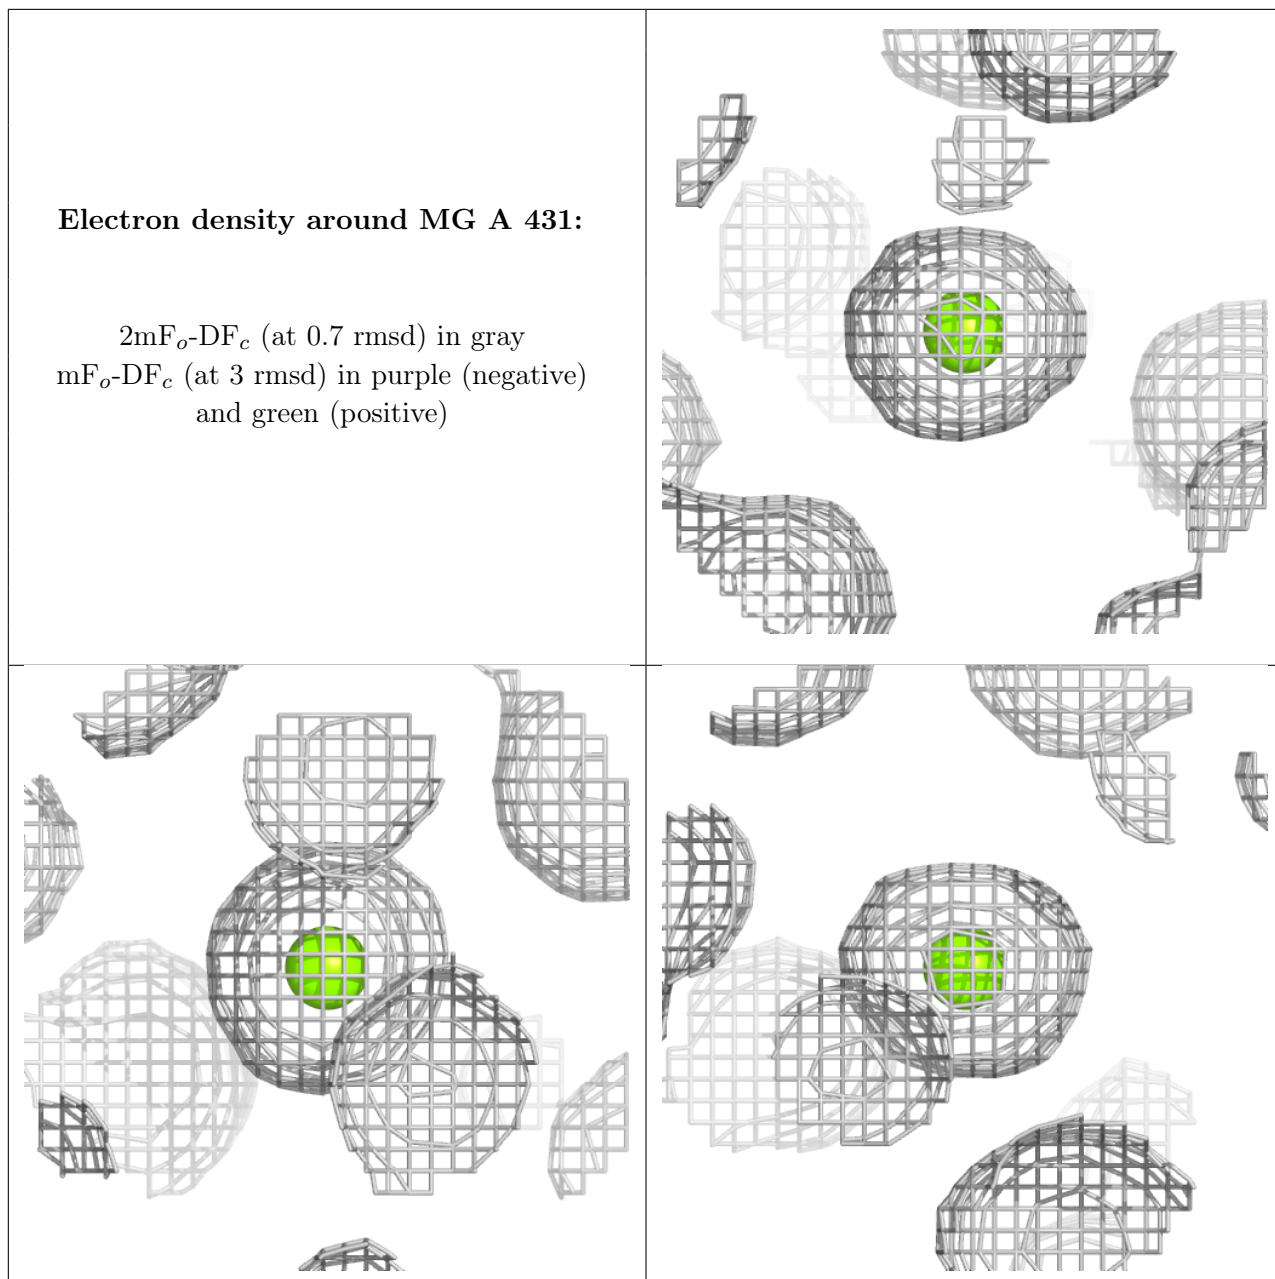 Electron density around MG A 431:
2mFo-DFc (at 0.7 rmsd) in gray
mFo-DFc (at 3 rmsd) in purple (negative)
and green (positive)